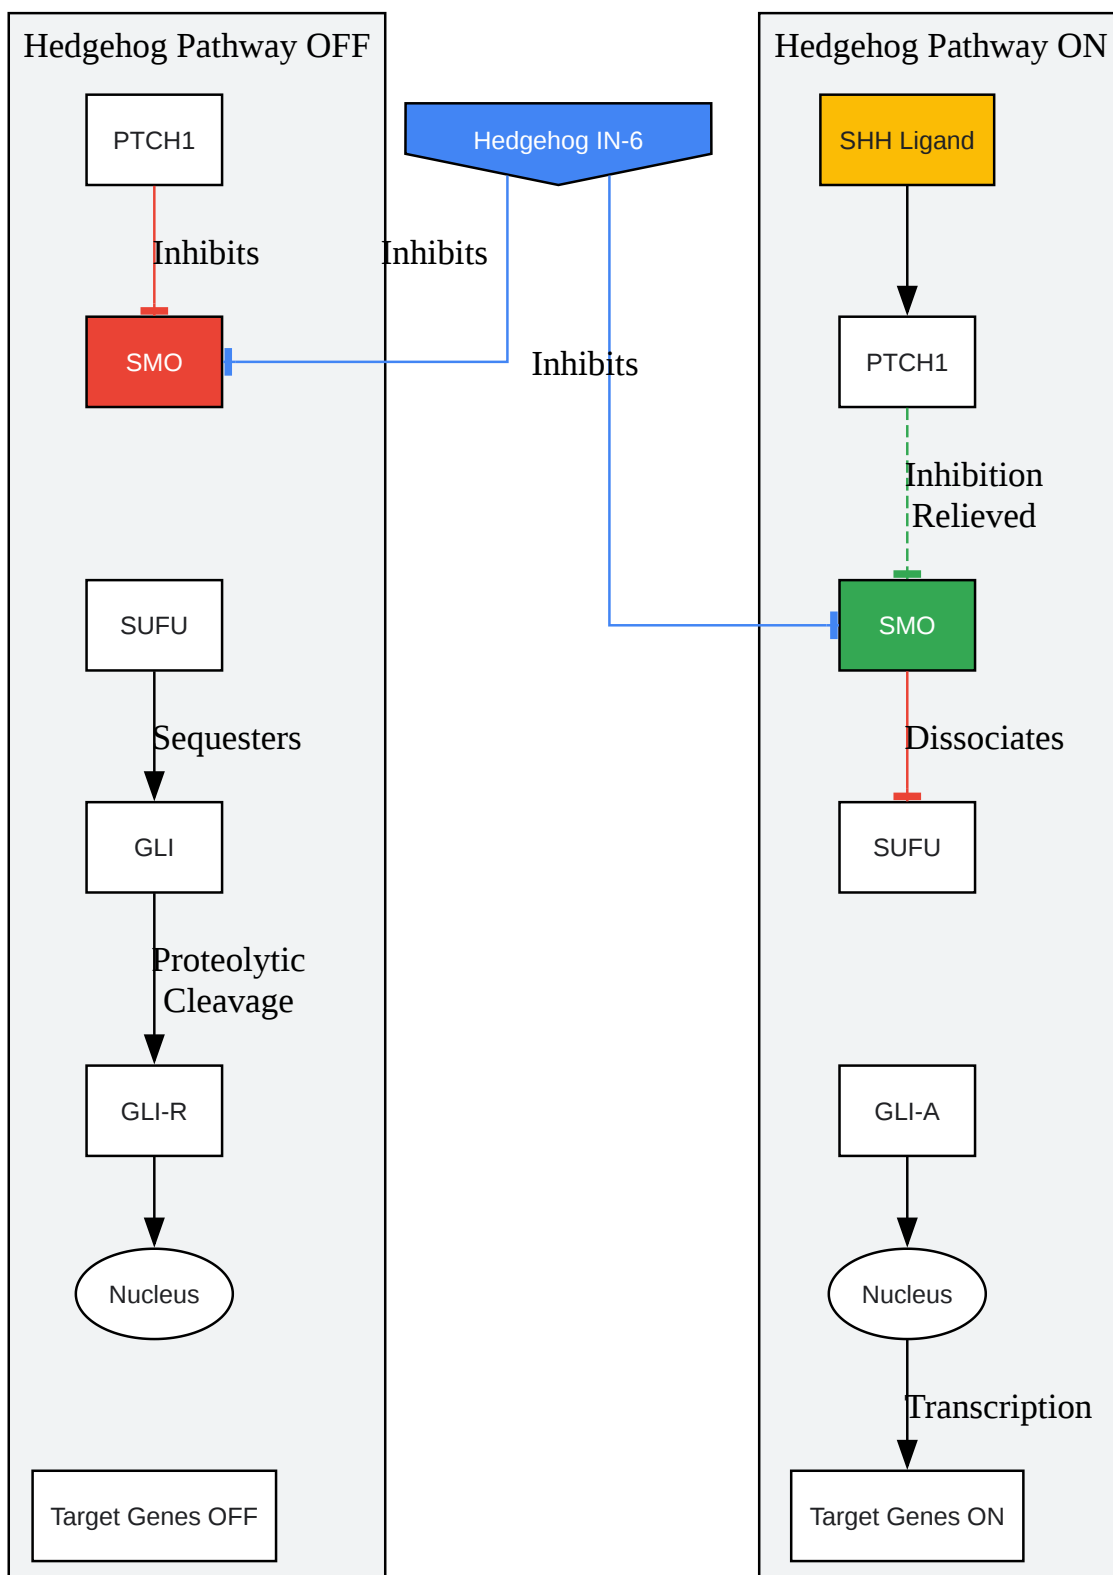 Hedgehog Pathway OFF
PTCH1
Inhibits
SMO
SUFU
Sequesters
GLI
Proteolytic
Cleavage
GLI-R
Nucleus
Target Genes OFF
Hedgehog IN-6
Inhibits
Inhibits
Hedgehog Pathway ON
SHH Ligand
PTCH1
Inhibition
Relieved
SMO
Dissociates
SUFU
GLI-A
Nucleus
Transcription
Target Genes ON